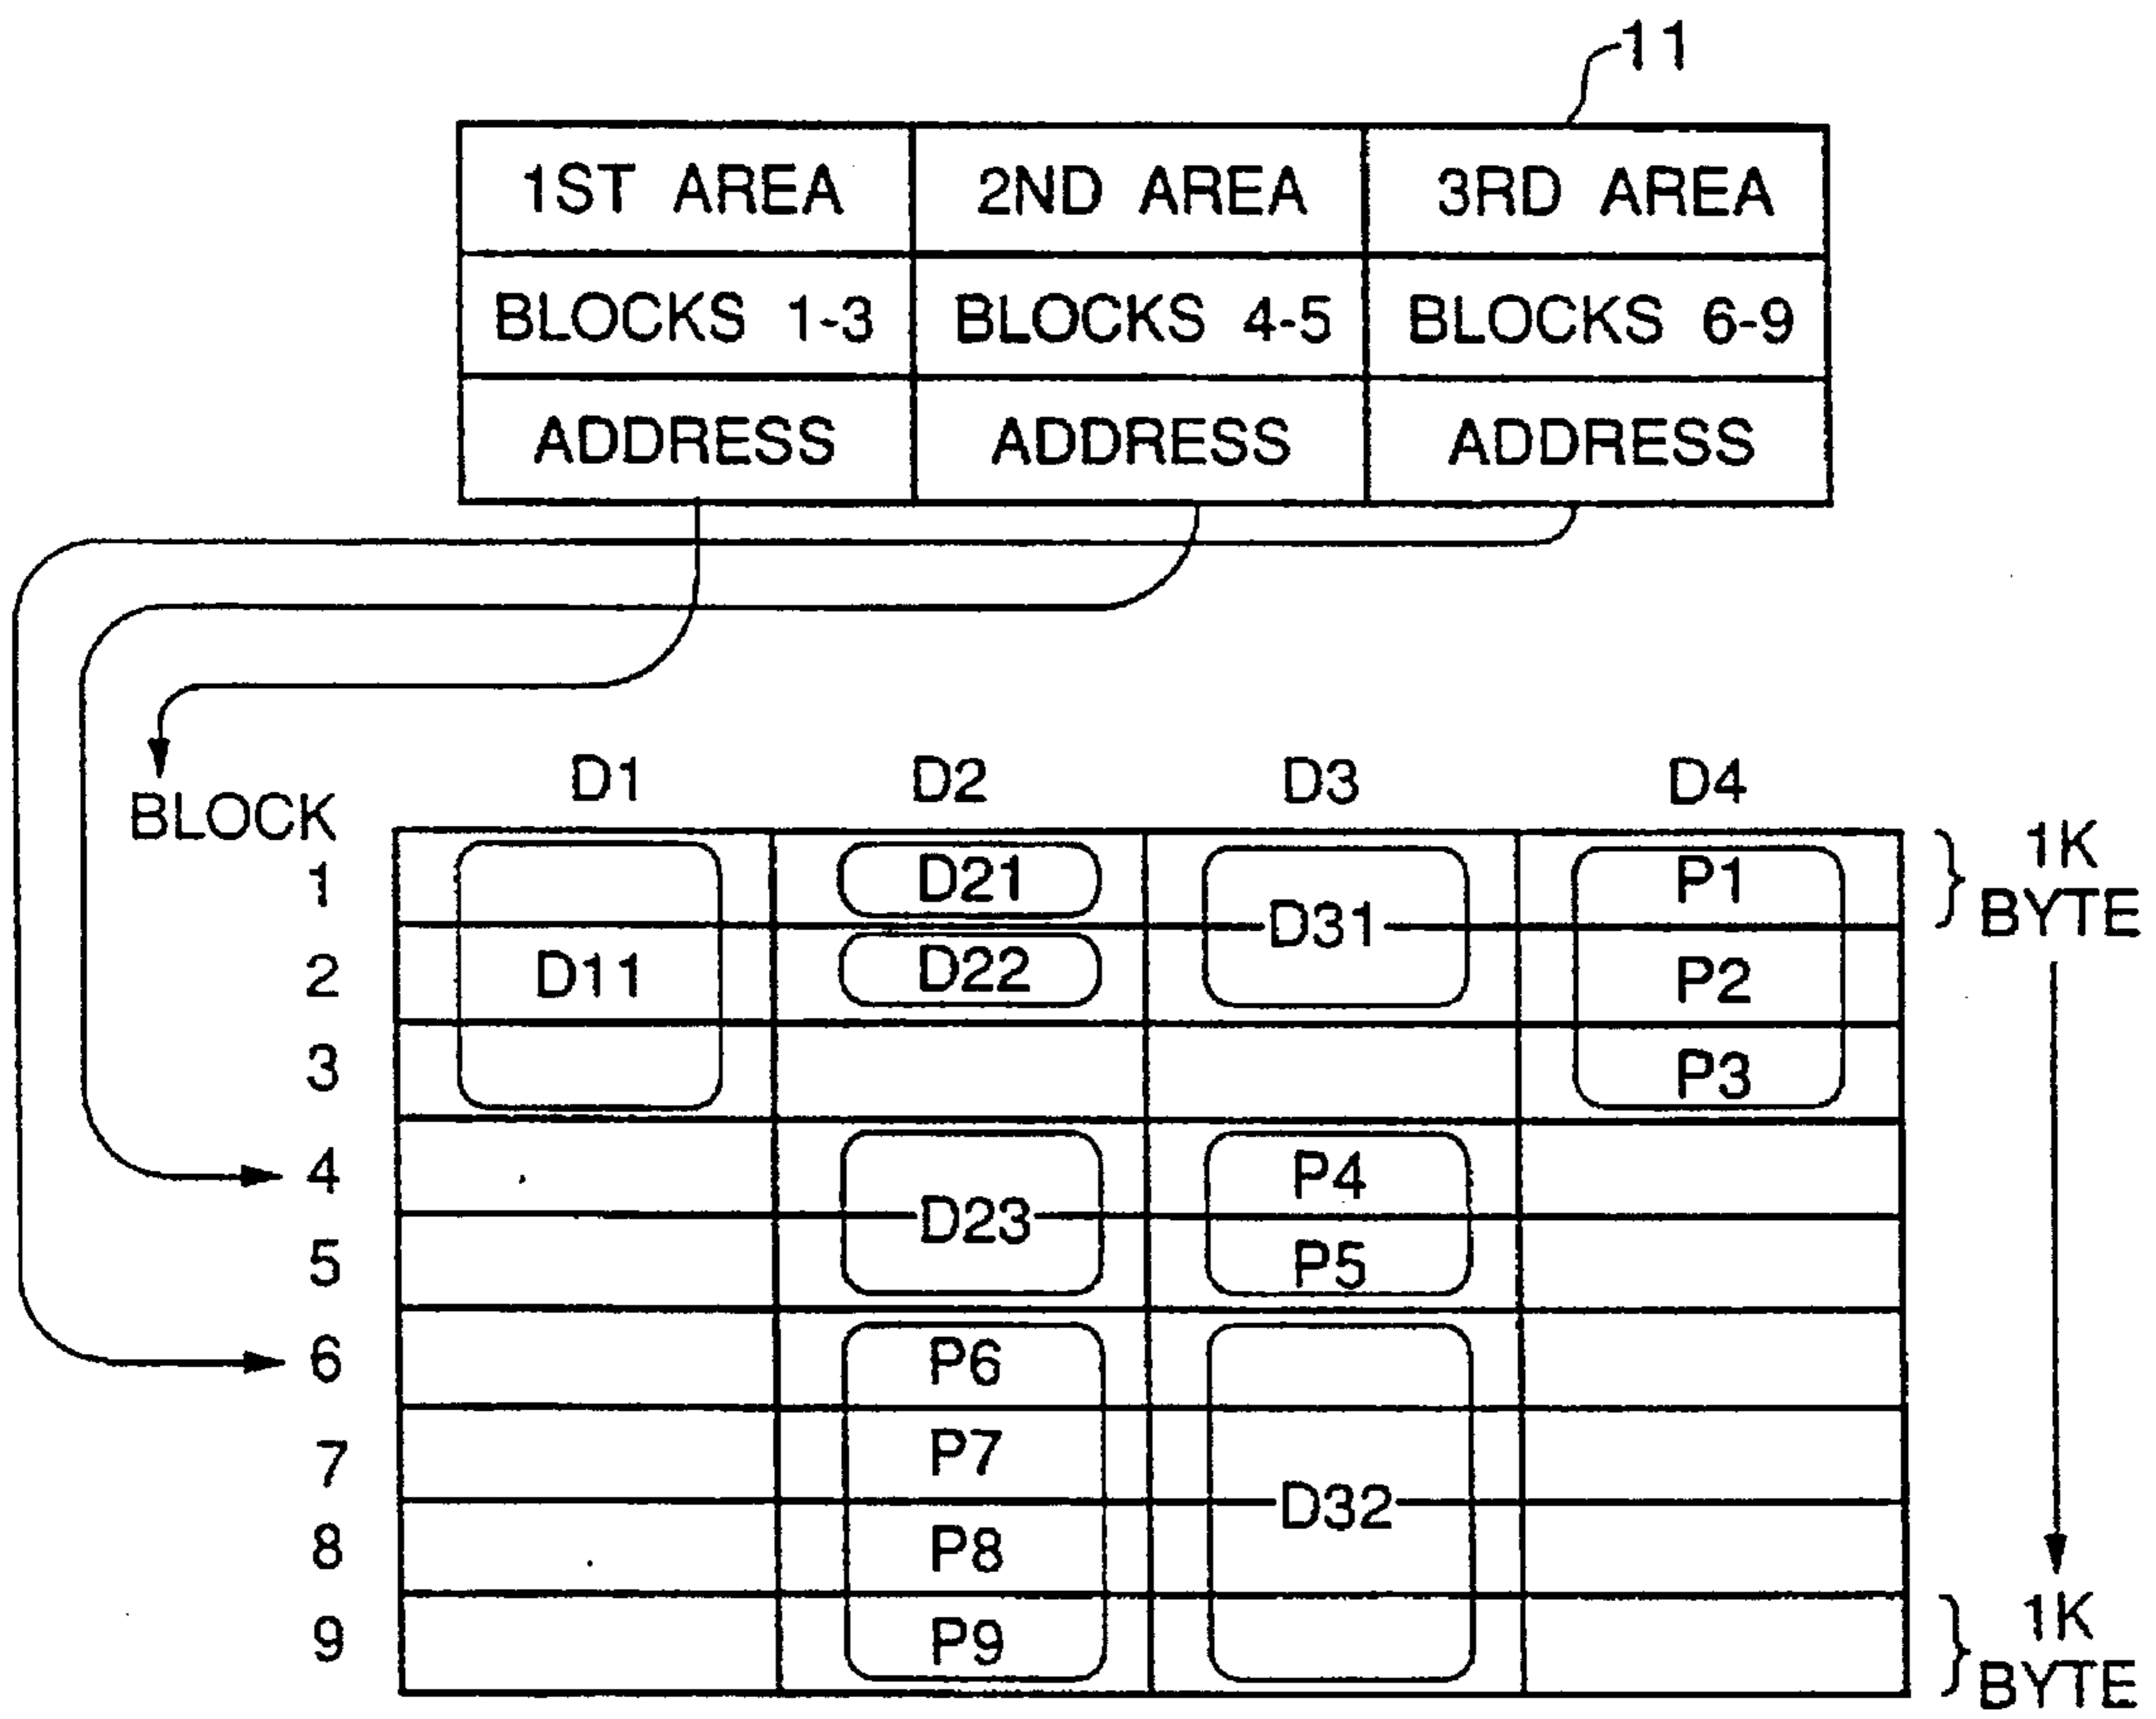 11
1ST AREA 2ND AREA 3RD AREA
BLOCKS 1-3 BLOCKS 4-5 BLOCKS 6-9
ADDRESS ADDRESS ADDRESS
D1 D2 D3 D4
BLOCK
1 D21 P1 1K
BYTE
D31
2 D11 D22 P2
3 P3
4 P4
D23
5 P5
6 P6
7 P7
D32
8 P8
9 P9 1K
BYTE